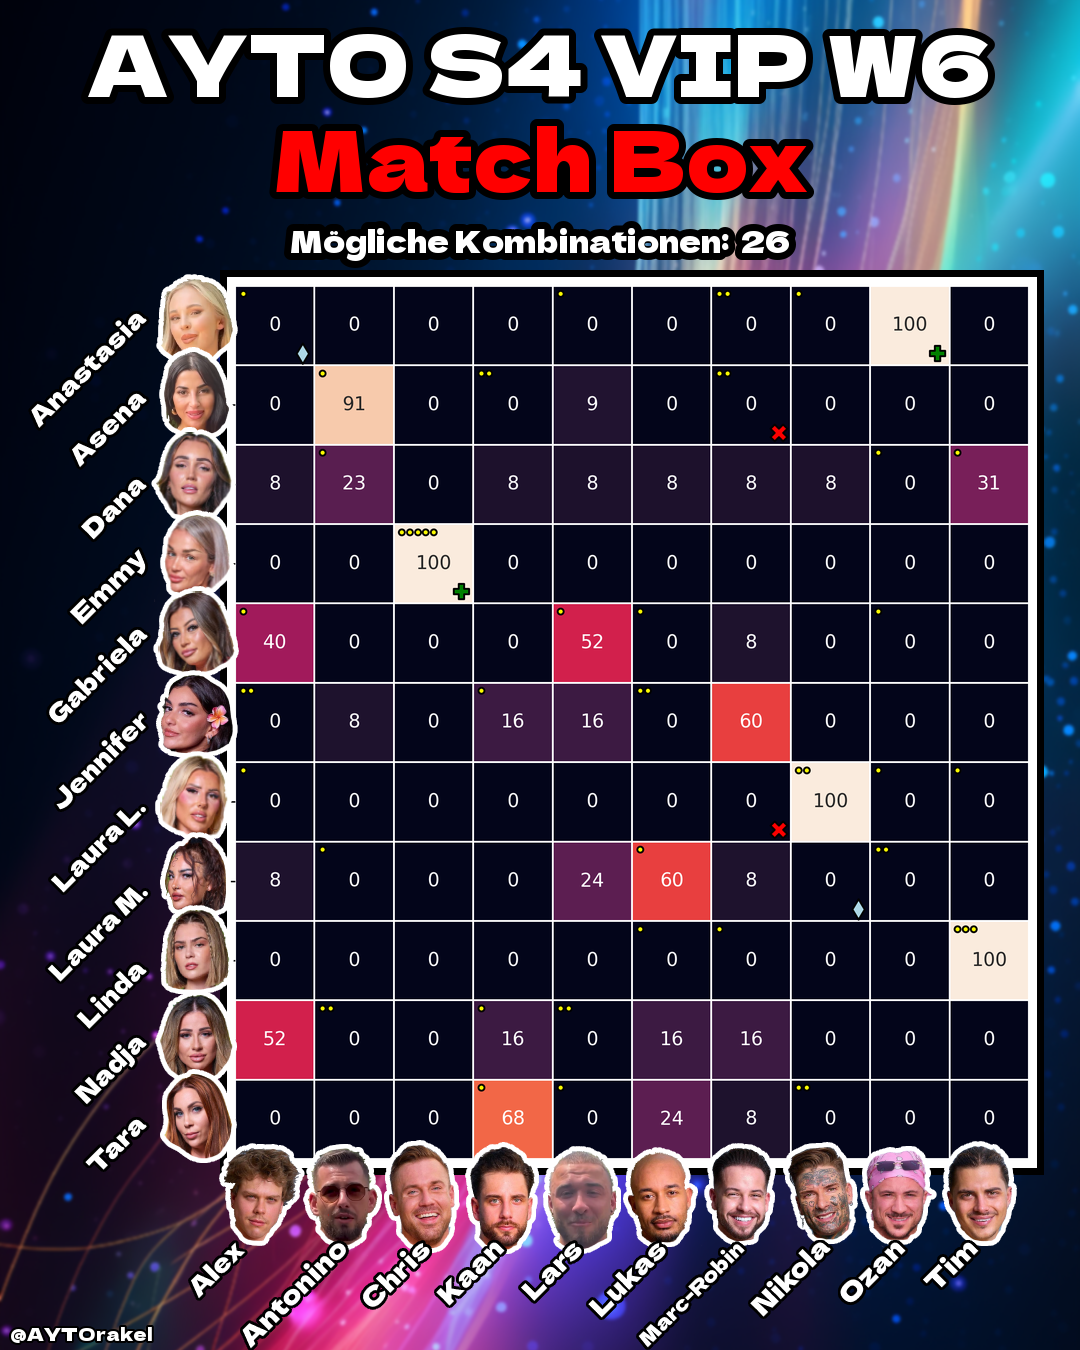 AYTO S4 VIP W6
Match Box
Mögliche Kombinationen: 26
Anastasia 0 0 0 0 0 0 0 0 100 0
Asena 0 91 0 0 9 0 0 0 0 0
Dana 8 23 0 8 8 8 8 8 0 31
Emmy 0 0 100 0 0 0 0 0 0 0
Gabriela 40 0 0 0 52 0 8 0 0 0
Jennifer 0 8 0 16 16 0 60 0 0 0
Laura L. 0 0 0 0 0 0 0 100 0 0
Laura M. 8 0 0 0 24 60 8 0 0 0
Linda 0 0 0 0 0 0 0 0 0 100
Nadja 52 0 0 16 0 16 16 0 0 0
Tara 0 0 0 68 0 24 8 0 0 0
Alex Antonino Chris Kaan Lars Lukas Marc-Robin Nikola Ozan Tim
@AYTOrakel